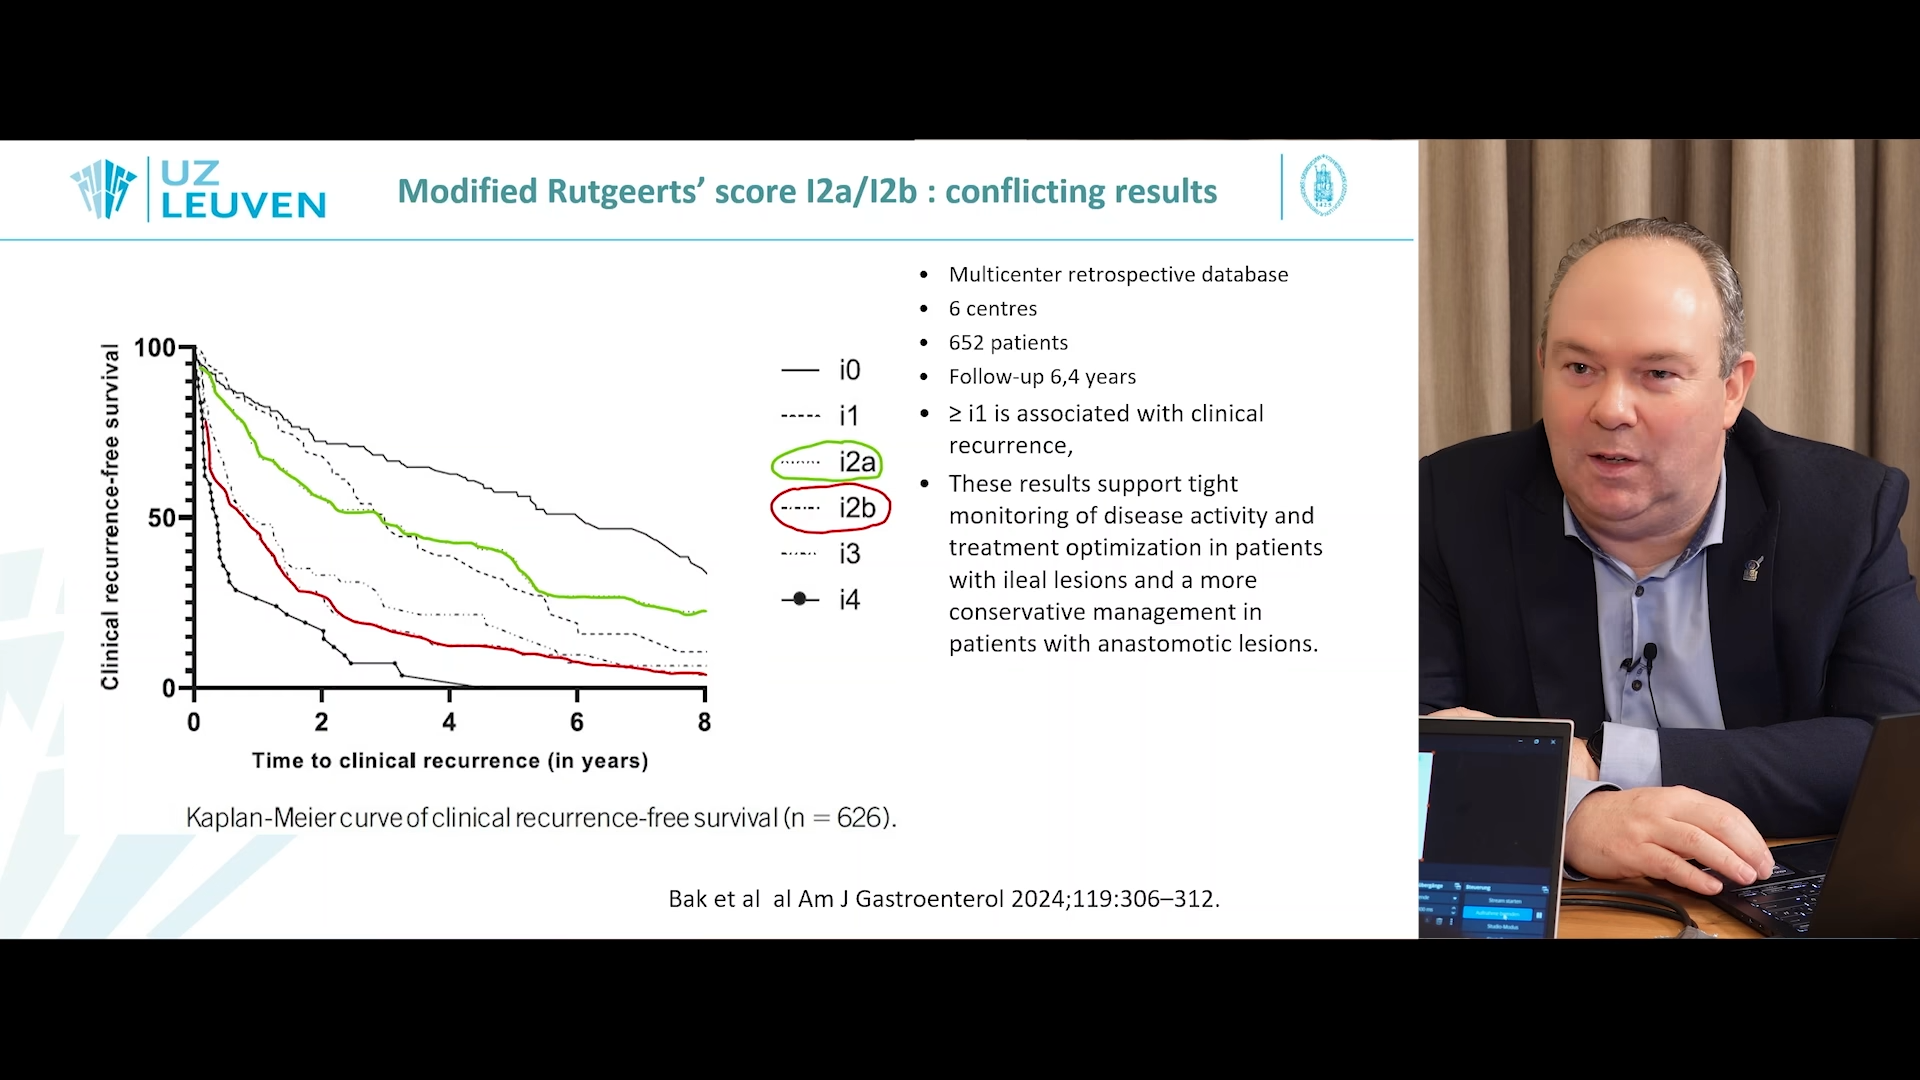 UZ
LEUVEN
Modified Rutgeerts’ score I2a/I2b : conflicting results
• Multicenter retrospective database
• 6 centres
• 652 patients
• Follow-up 6,4 years
• ≥ i1 is associated with clinical
recurrence,
• These results support tight
monitoring of disease activity and
treatment optimization in patients
with ileal lesions and a more
conservative management in
patients with anastomotic lesions.
Clinical recurrence-free survival
100
50
0
0 2 4 6 8
Time to clinical recurrence (in years)
i0
i1
i2a
i2b
i3
i4
Kaplan-Meier curve of clinical recurrence-free survival (n = 626).
Bak et al al Am J Gastroenterol 2024;119:306–312.
Steuerung
Stream starten
Studio-Modus